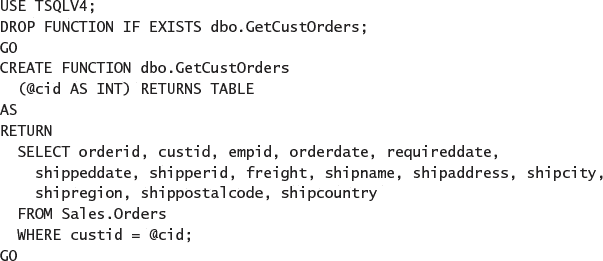 USE TSQLV4;
DROP FUNCTION IF EXISTS dbo.GetCustOrders;
GO
CREATE FUNCTION dbo.GetCustOrders
  (@cid AS INT) RETURNS TABLE
AS
RETURN
  SELECT orderid, custid, empid, orderdate, requireddate,
    shippeddate, shipperid, freight, shipname, shipaddress, shipcity,
    shipregion, shippostalcode, shipcountry
  FROM Sales.Orders
  WHERE custid = @cid;
GO